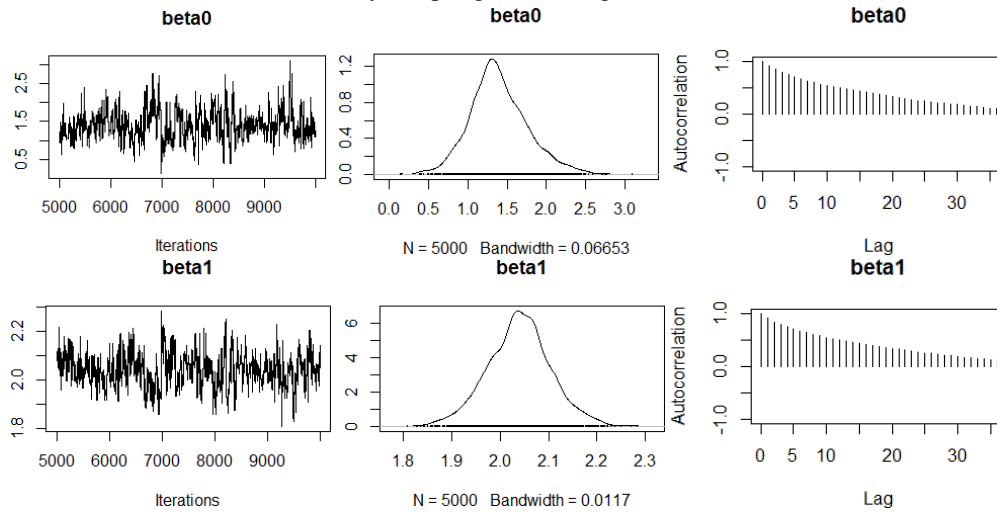 beta0
beta0
beta0
0.5 1.5 2.5
5000 6000 7000 8000 9000
Iterations
0.0 0.4 0.8 1.2
0.0 0.5 1.0 1.5 2.0 2.5 3.0
N = 5000 Bandwidth = 0.06653
Autocorrelation
-1.0 0.0 1.0
0 5 10 20 30
Lag
beta1
beta1
beta1
1.8 2.0 2.2
5000 6000 7000 8000 9000
Iterations
0 2 4 6
1.8 1.9 2.0 2.1 2.2 2.3
N = 5000 Bandwidth = 0.0117
Autocorrelation
-1.0 0.0 1.0
0 5 10 20 30
Lag